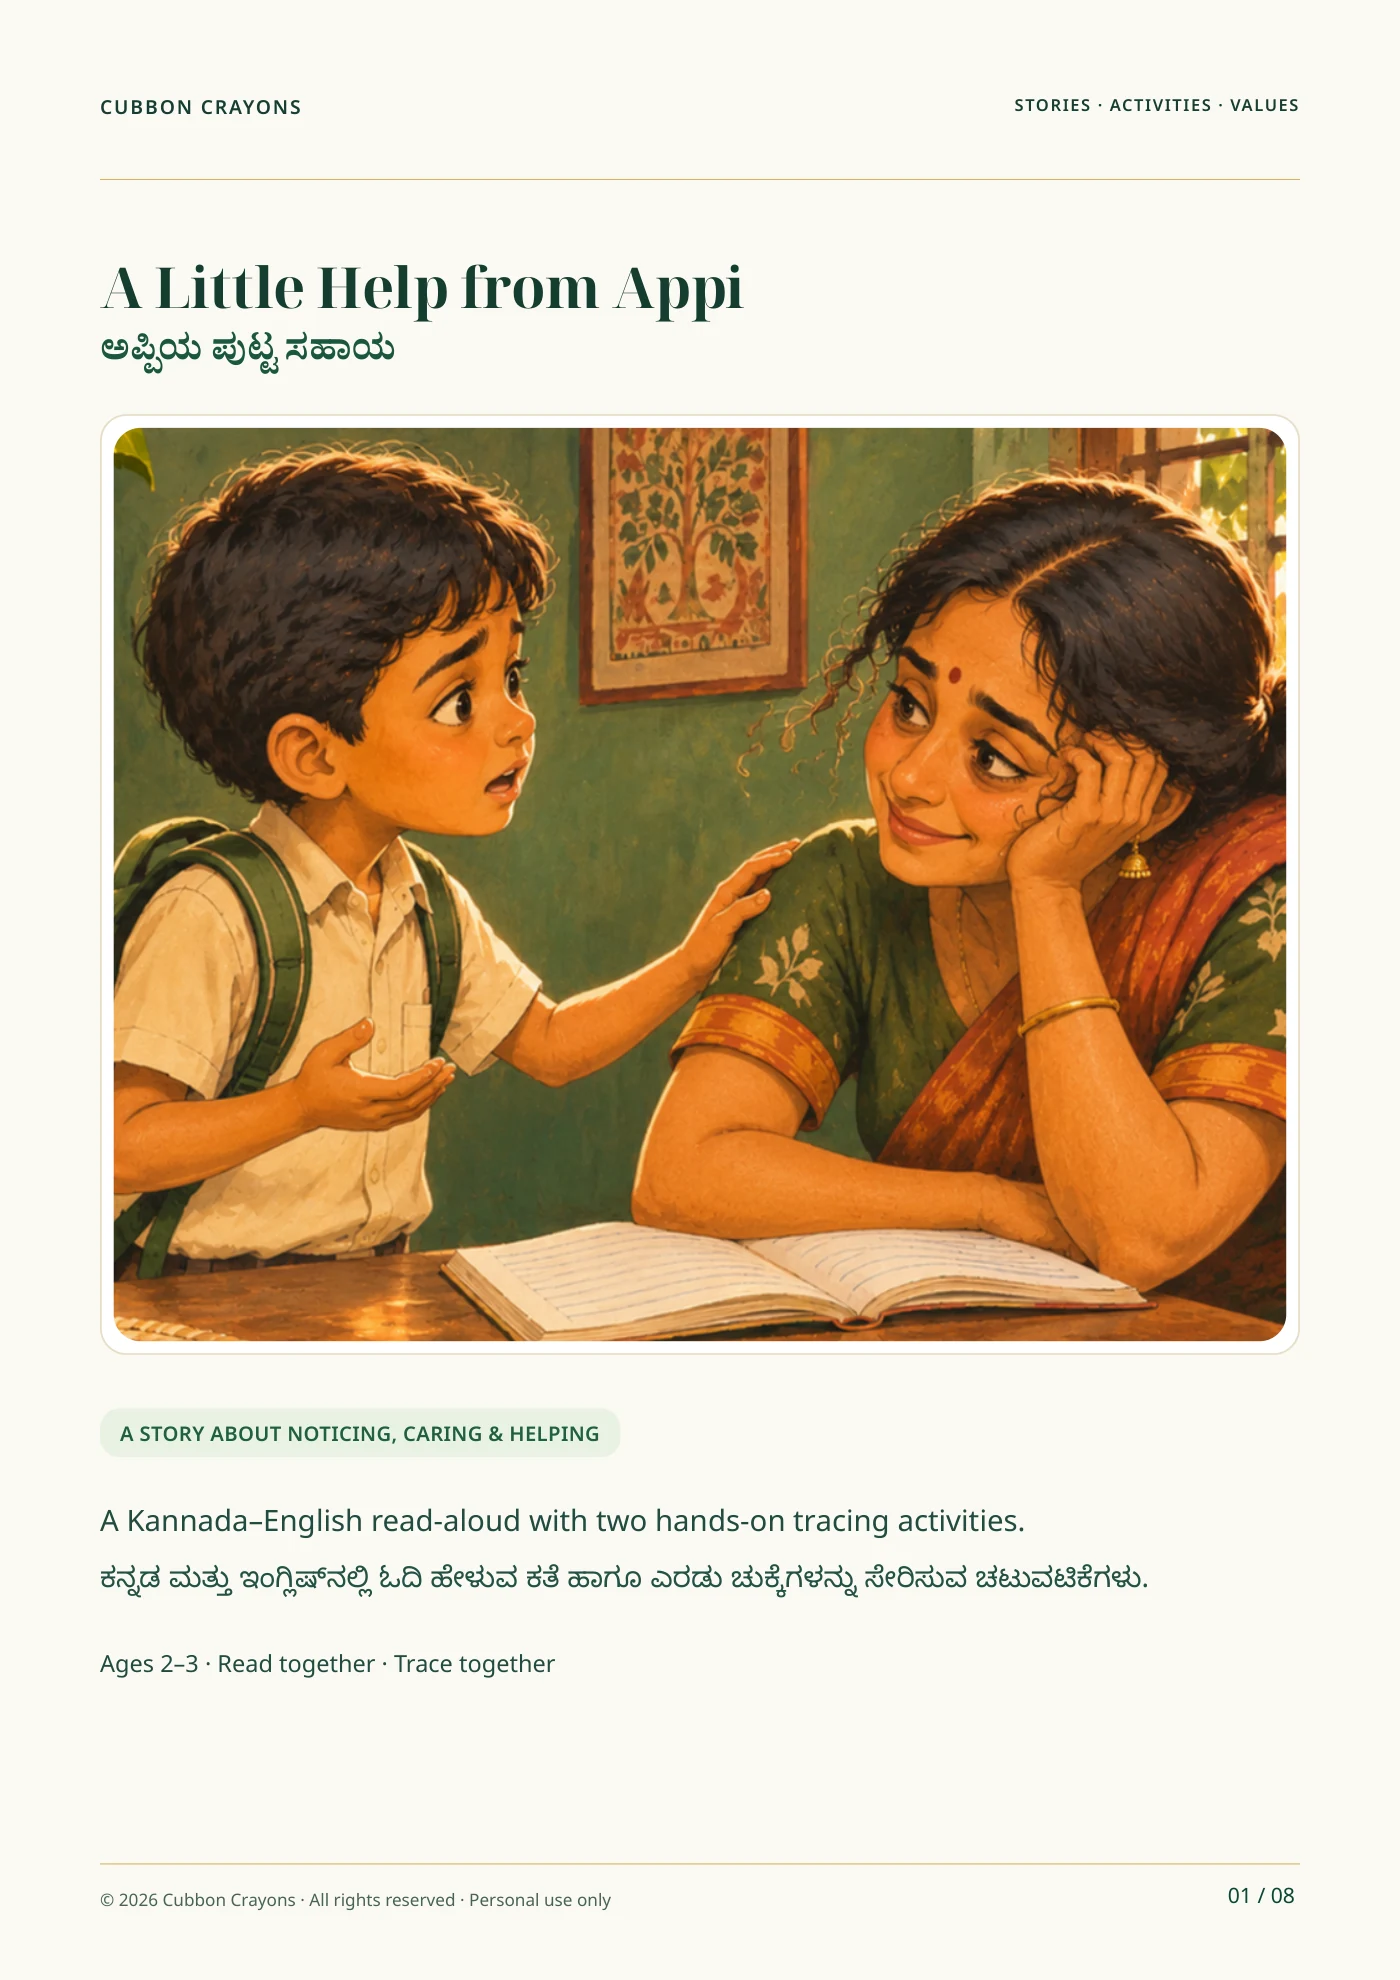 CUBBON CRAYONS
STORIES · ACTIVITIES · VALUES
A Little Help from Appi
ಅಪ್ಪಿಯ ಪುಟ್ಟ ಸಹಾಯ
A STORY ABOUT NOTICING, CARING & HELPING
A Kannada–English read-aloud with two hands-on tracing activities.
ಕನ್ನಡ ಮತ್ತು ಇಂಗ್ಲಿಷ್‌ನಲ್ಲಿ ಓದಿ ಹೇಳುವ ಕತೆ ಹಾಗೂ ಎರಡು ಚುಕ್ಕೆಗಳನ್ನು ಸೇರಿಸುವ ಚಟುವಟಿಕೆಗಳು.
Ages 2–3 · Read together · Trace together
© 2026 Cubbon Crayons · All rights reserved · Personal use only
01 / 08